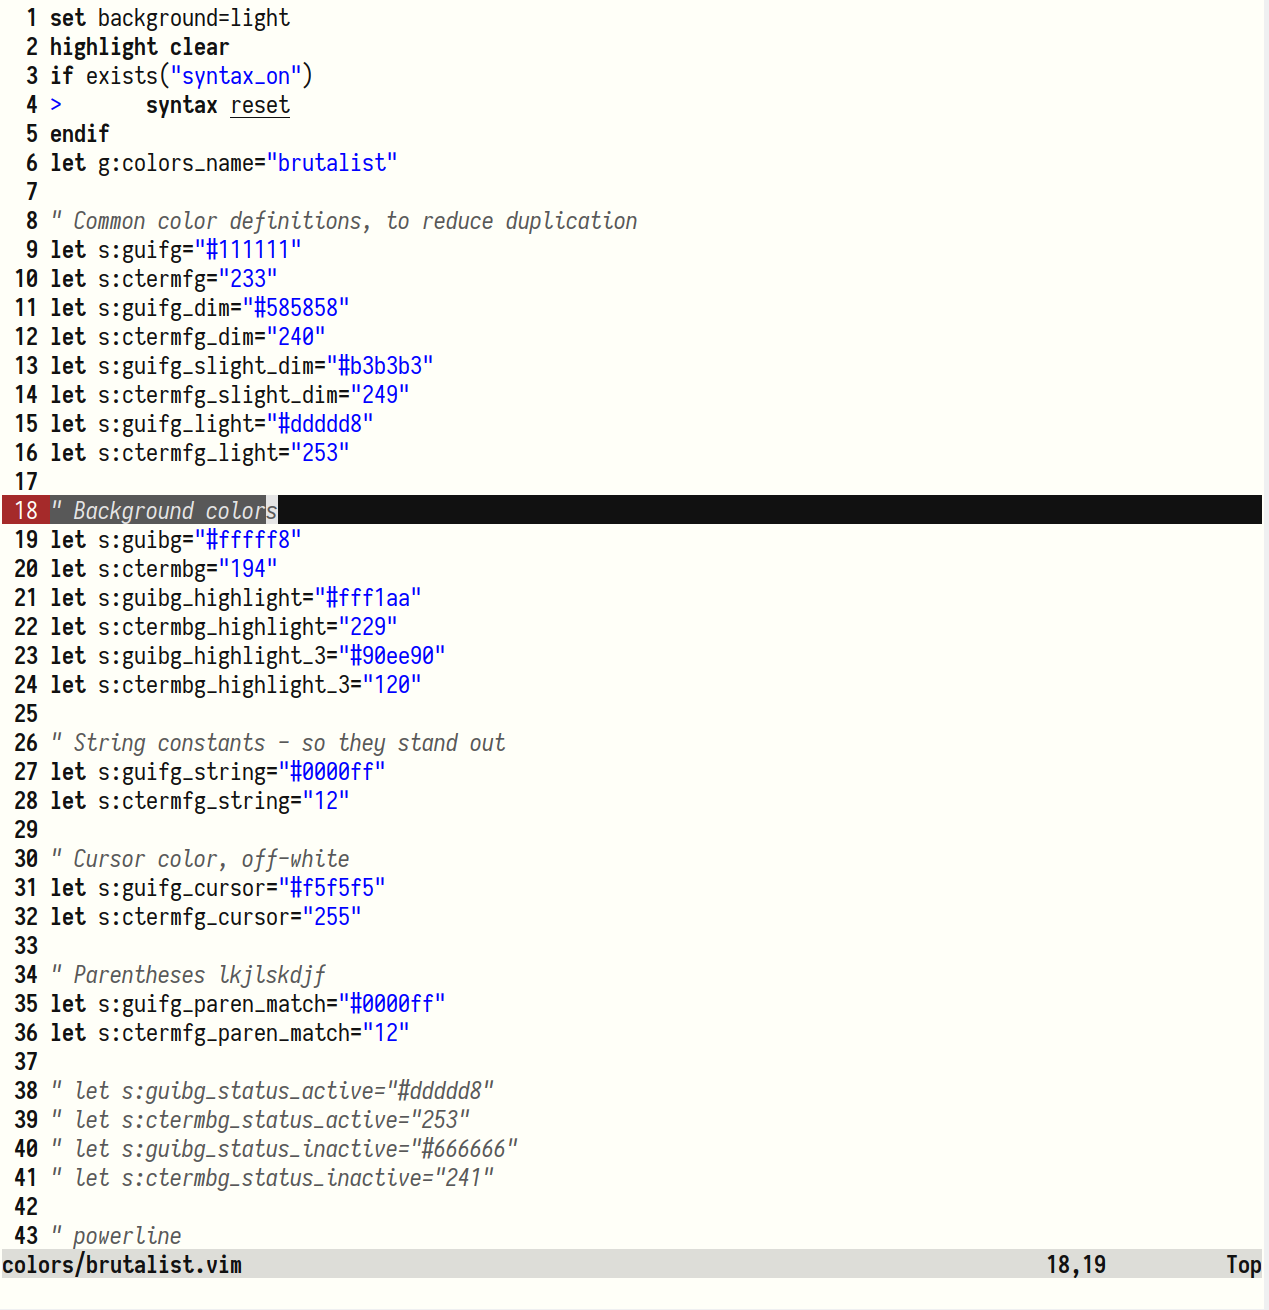 1 set background=light
2 highlight clear
3 if exists("syntax_on")
4 >       syntax reset
5 endif
6 let g:colors_name="brutalist"
7
8 " Common color definitions, to reduce duplication
9 let s:guifg="#111111"
10 let s:ctermfg="233"
11 let s:guifg_dim="#585858"
12 let s:ctermfg_dim="240"
13 let s:guifg_slight_dim="#b3b3b3"
14 let s:ctermfg_slight_dim="249"
15 let s:guifg_light="#ddddd8"
16 let s:ctermfg_light="253"
17
18 " Background colors
19 let s:guibg="#fffff8"
20 let s:ctermbg="194"
21 let s:guibg_highlight="#fff1aa"
22 let s:ctermbg_highlight="229"
23 let s:guibg_highlight_3="#90ee90"
24 let s:ctermbg_highlight_3="120"
25
26 " String constants - so they stand out
27 let s:guifg_string="#0000ff"
28 let s:ctermfg_string="12"
29
30 " Cursor color, off-white
31 let s:guifg_cursor="#f5f5f5"
32 let s:ctermfg_cursor="255"
33
34 " Parentheses lkjlskdjf
35 let s:guifg_paren_match="#0000ff"
36 let s:ctermfg_paren_match="12"
37
38 " let s:guibg_status_active="#ddddd8"
39 " let s:ctermbg_status_active="253"
40 " let s:guibg_status_inactive="#666666"
41 " let s:ctermbg_status_inactive="241"
42
43 " powerline
colors/brutalist.vim 18,19 Top